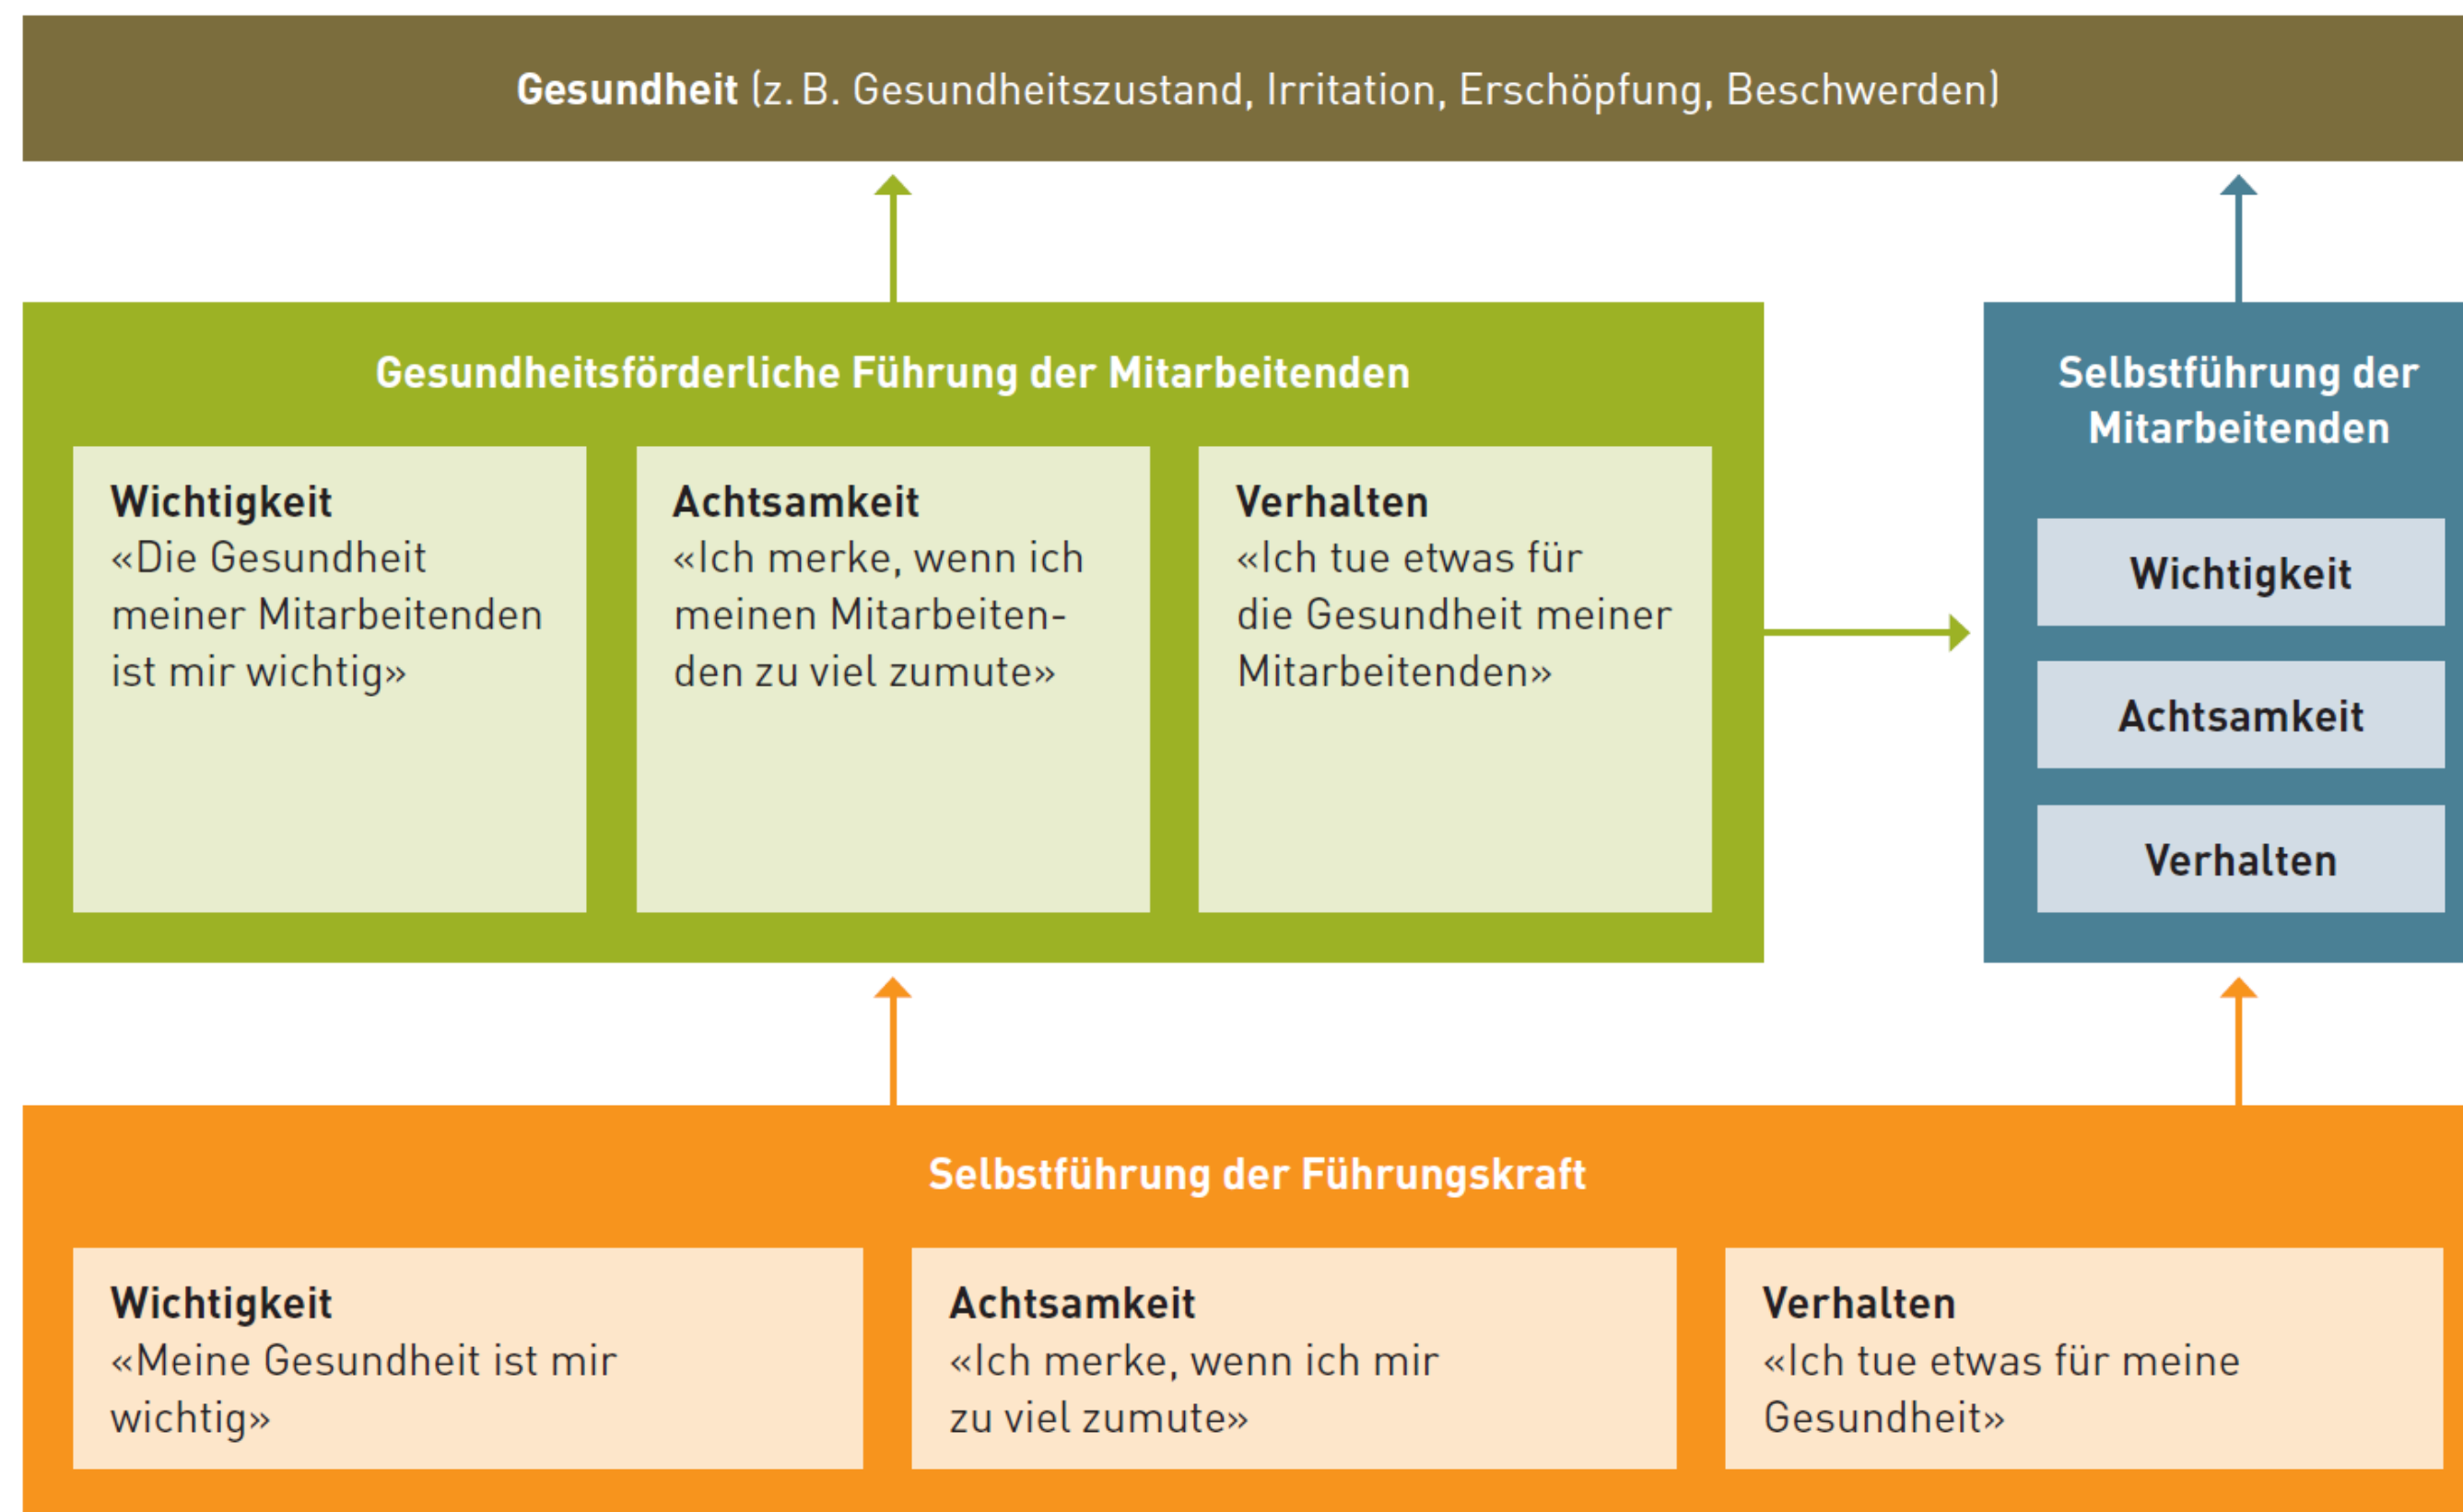 Gesundheit (z. B. Gesundheitszustand, Irritation, Erschöpfung, Beschwerden)
Gesundheitsförderliche Führung der Mitarbeitenden
Wichtigkeit
«Die Gesundheit
meiner Mitarbeitenden
ist mir wichtig»
Achtsamkeit
«Ich merke, wenn ich
meinen Mitarbeiten-
den zu viel zumute»
Verhalten
«Ich tue etwas für
die Gesundheit meiner
Mitarbeitenden»
Selbstführung der
Mitarbeitenden
Wichtigkeit
Achtsamkeit
Verhalten
Selbstführung der Führungskraft
Wichtigkeit
«Meine Gesundheit ist mir
wichtig»
Achtsamkeit
«Ich merke, wenn ich mir
zu viel zumute»
Verhalten
«Ich tue etwas für meine
Gesundheit»